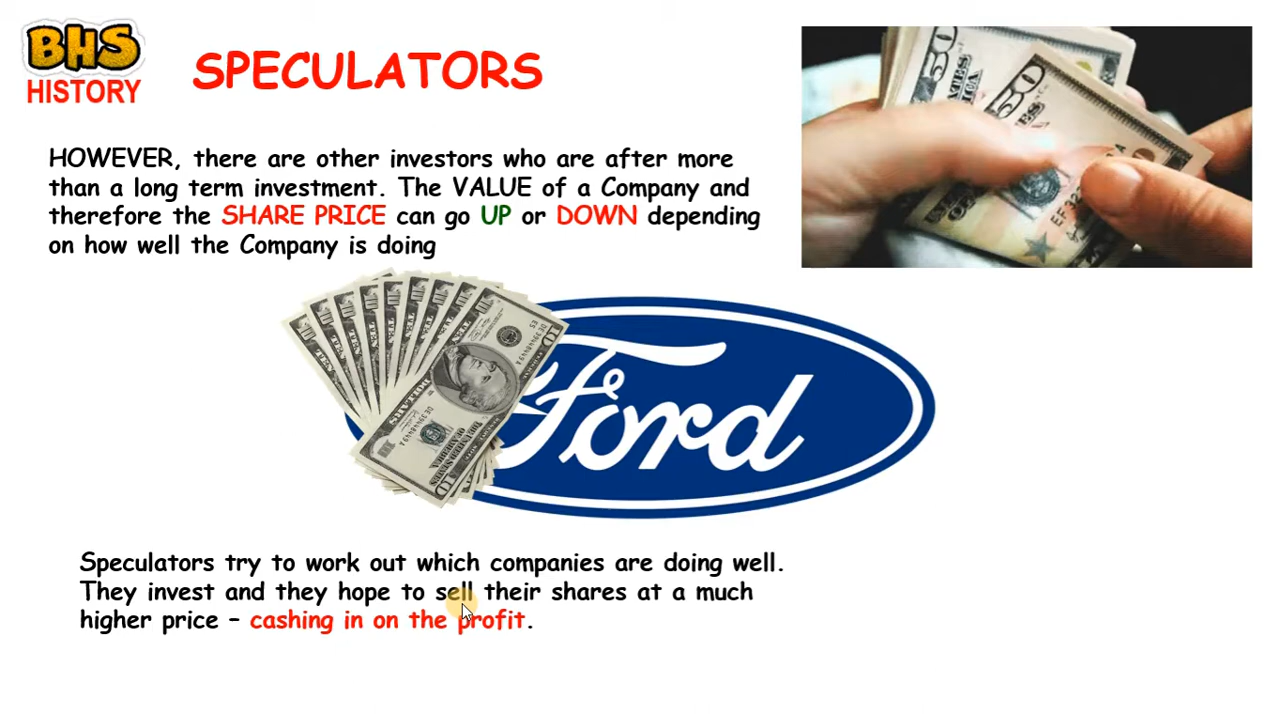 BHS
HISTORY
SPECULATORS
HOWEVER, there are other investors who are after more
than a long term investment. The VALUE of a Company and
therefore the SHARE PRICE can go UP or DOWN depending
on how well the Company is doing
50
50
Ford
Speculators try to work out which companies are doing well.
They invest and they hope to sell their shares at a much
higher price – cashing in on the profit.